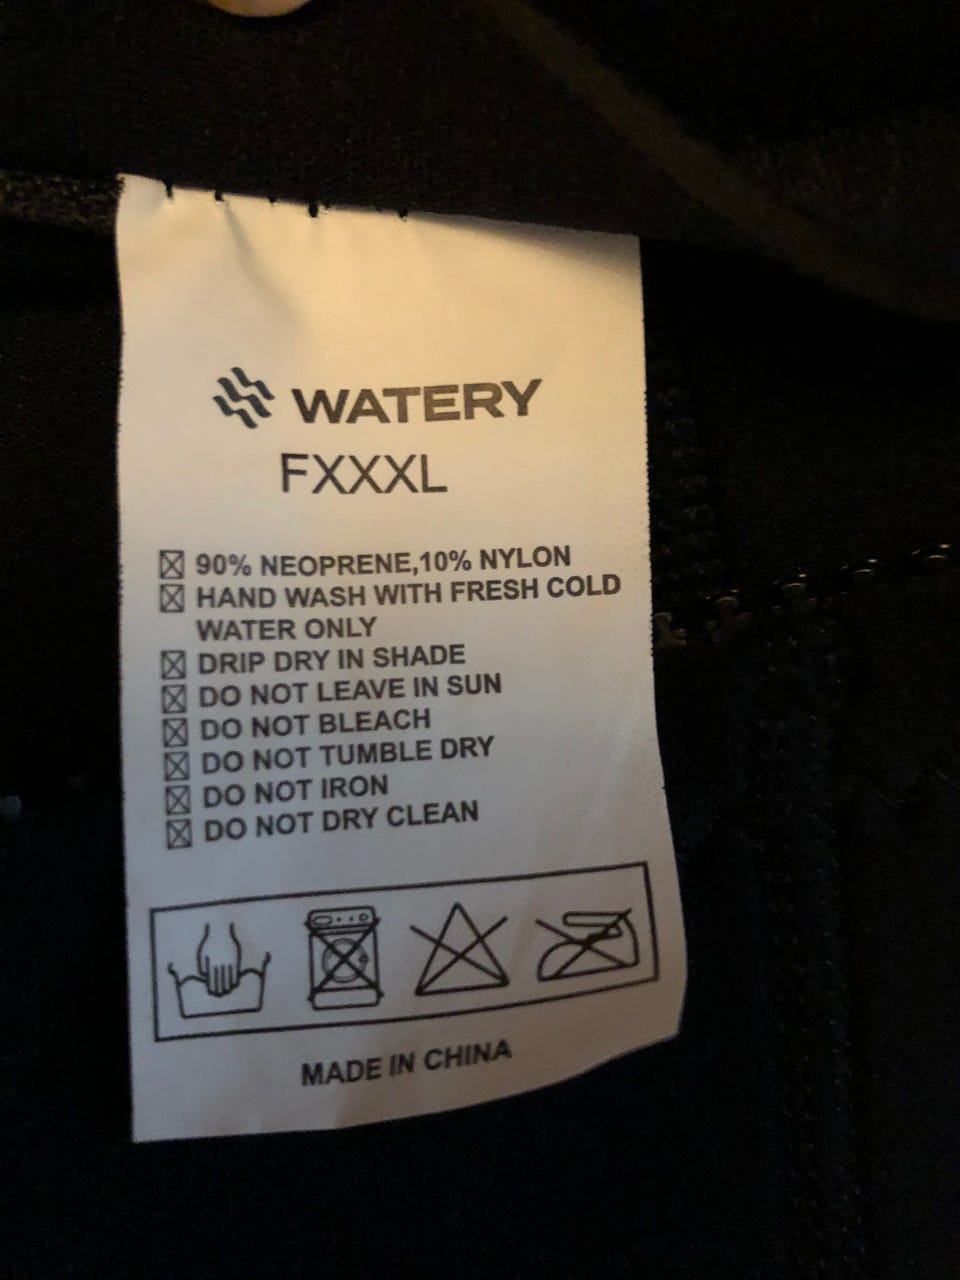 WATERY
FXXXL
90% NEOPRENE,10% NYLON
HAND WASH WITH FRESH COLD
WATER ONLY
DRIP DRY IN SHADE
DO NOT LEAVE IN SUN
DO NOT BLEACH
DO NOT TUMBLE DRY
DO NOT IRON
DO NOT DRY CLEAN
MADE IN CHINA